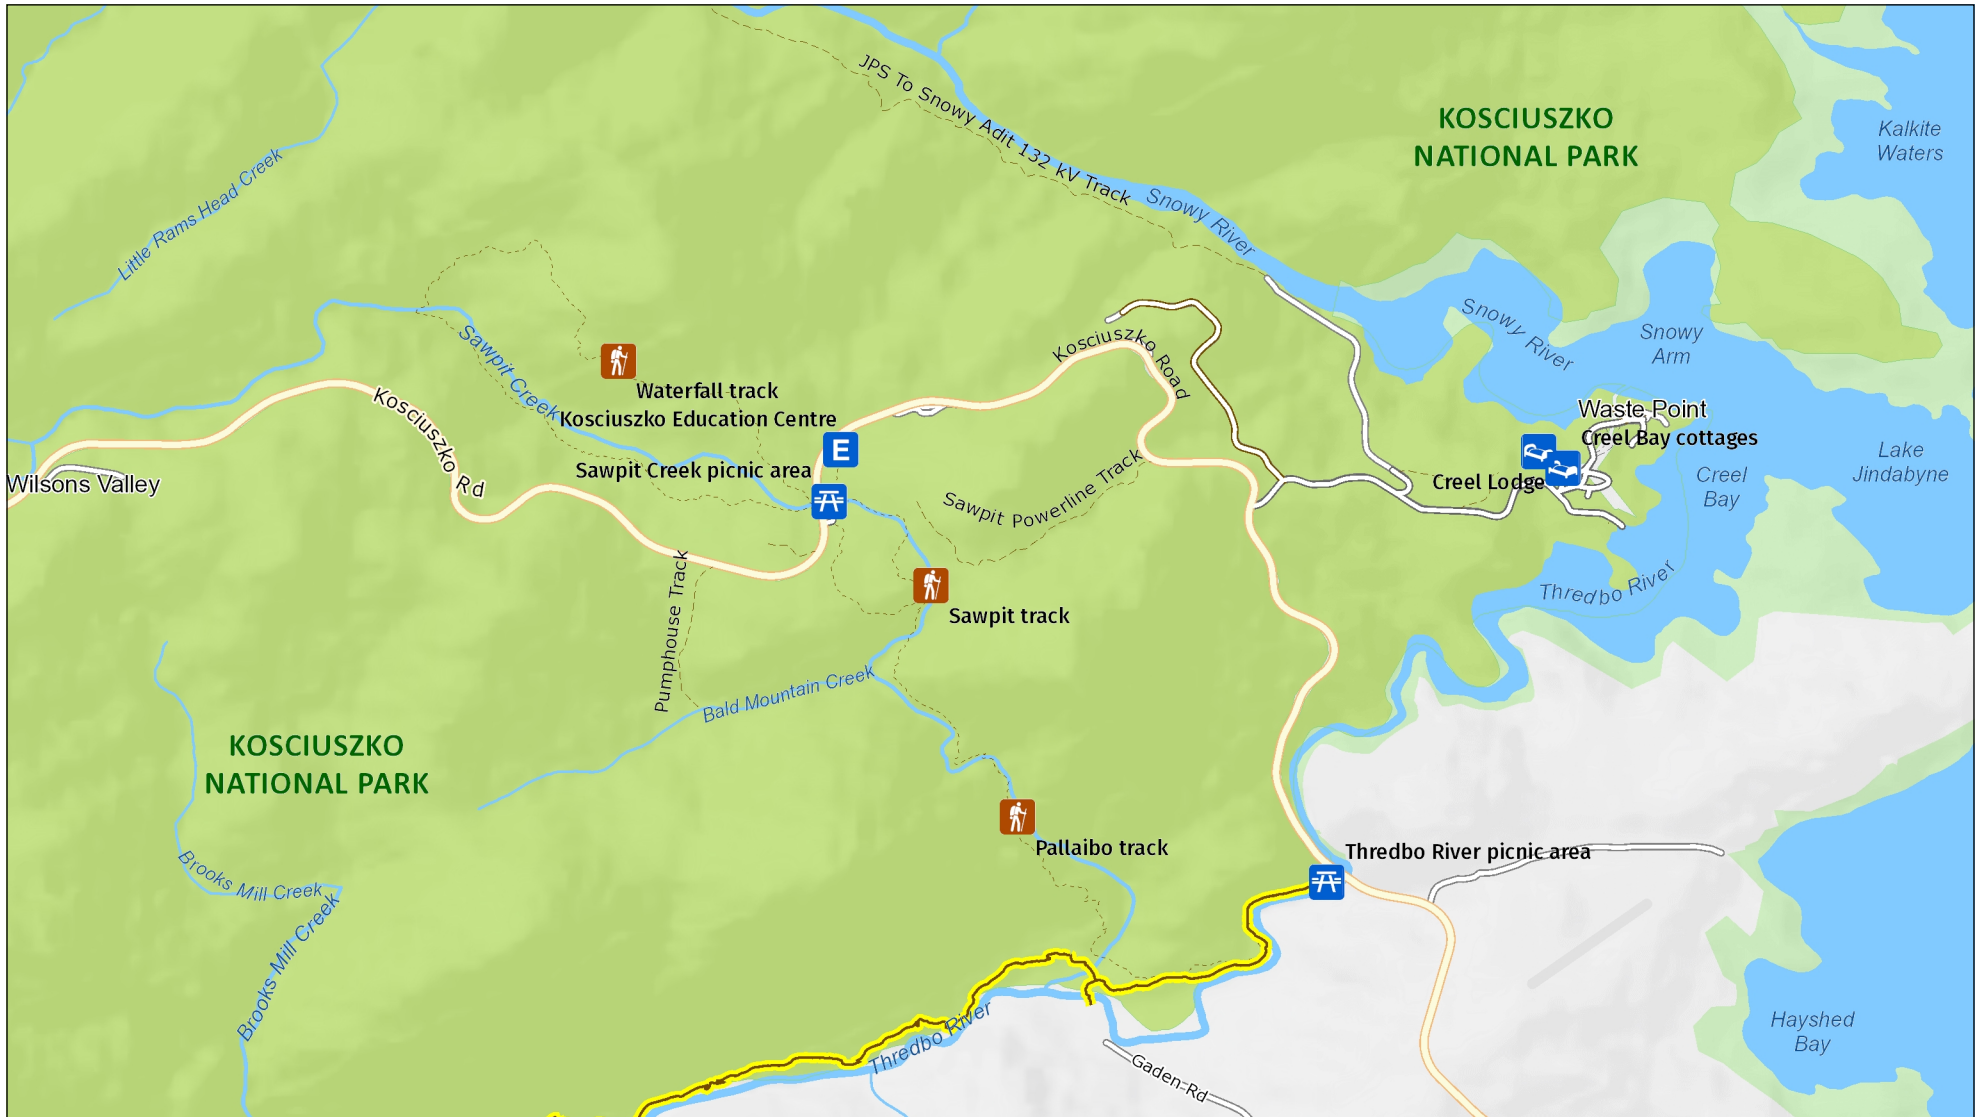 JPS To Snowy Adit 132 kV Track
KOSCIUSZKO
NATIONAL PARK
Kalkite
Waters
Little Rams Head Creek
Snowy River
Snowy River
Snowy
Arm
Kosciuszko Road
Sawpit Creek
Waterfall track
Kosciuszko Education Centre
Kosciuszko Rd
E
Waste Point
Creel Bay cottages
Lake
Jindabyne
Sawpit Creek picnic area
Creel Lodge
Creel
Bay
Wilsons Valley
Sawpit Powerline Track
Thredbo River
Pumphouse Track
Sawpit track
Bald Mountain Creek
KOSCIUSZKO
NATIONAL PARK
Pallaibo track
Thredbo River picnic area
Brooks Mill Creek
Brooks Mill Creek
Thredbo River
Hayshed
Bay
Gaden Rd